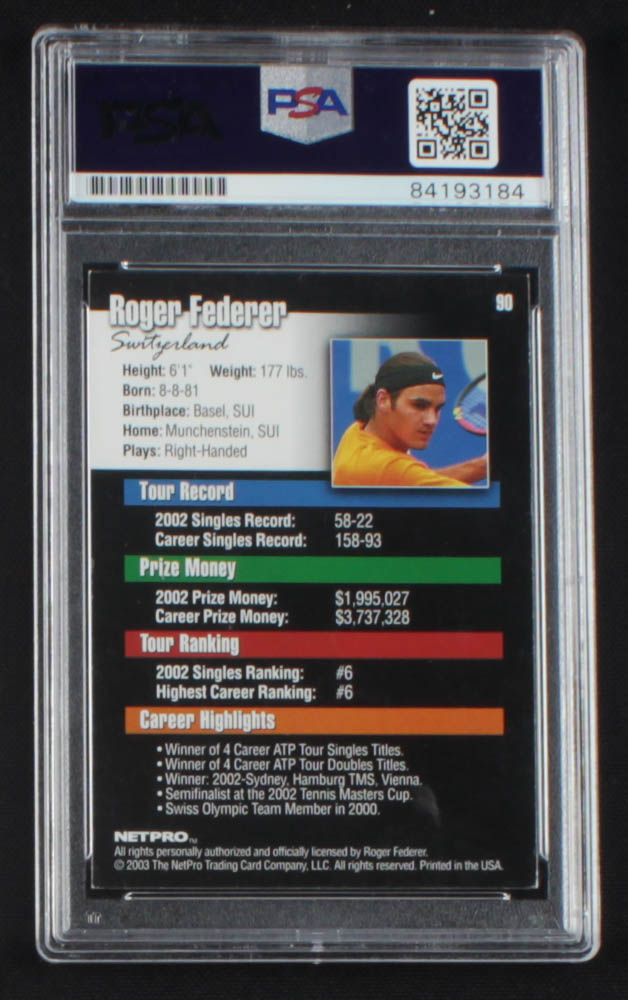 PSA
PSA
84193184
Roger Federer
90
Switzerland
Height: 6'1" Weight: 177 lbs.
Born: 8-8-81
Birthplace: Basel, SUI
Home: Munchenstein, SUI
Plays: Right-Handed
Tour Record
2002 Singles Record: 58-22
Career Singles Record: 158-93
Prize Money
2002 Prize Money: $1,995,027
Career Prize Money: $3,737,328
Tour Ranking
2002 Singles Ranking: #6
Highest Career Ranking: #6
Career Highlights
• Winner of 4 Career ATP Tour Singles Titles.
• Winner of 4 Career ATP Tour Doubles Titles.
• Winner: 2002-Sydney, Hamburg TMS, Vienna.
• Semifinalist at the 2002 Tennis Masters Cup.
• Swiss Olympic Team Member in 2000.
NETPRO™
All rights personally authorized and officially licensed by Roger Federer.
© 2003 The NetPro Trading Card Company, LLC. All rights reserved. Printed in the USA.